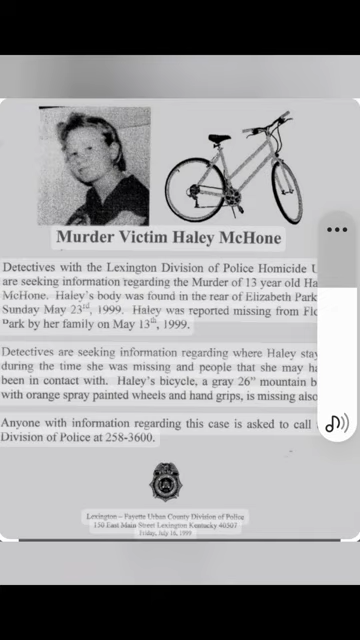 Murder Victim Haley McHone
Detectives with the Lexington Division of Police Homicide U
are seeking information regarding the Murder of 13 year old Ha
McHone. Haley's body was found in the rear of Elizabeth Park
Sunday May 23rd, 1999. Haley was reported missing from Flo
Park by her family on May 13th, 1999.
Detectives are seeking information regarding where Haley stay
during the time she was missing and people that she may ha
been in contact with. Haley's bicycle, a gray 26" mountain b
with orange spray painted wheels and hand grips, is missing also
Anyone with information regarding this case is asked to call
Division of Police at 258-3600.
Lexington – Fayette Urban County Division of Police
150 East Main Street Lexington Kentucky 40507
Friday, July 16, 1999